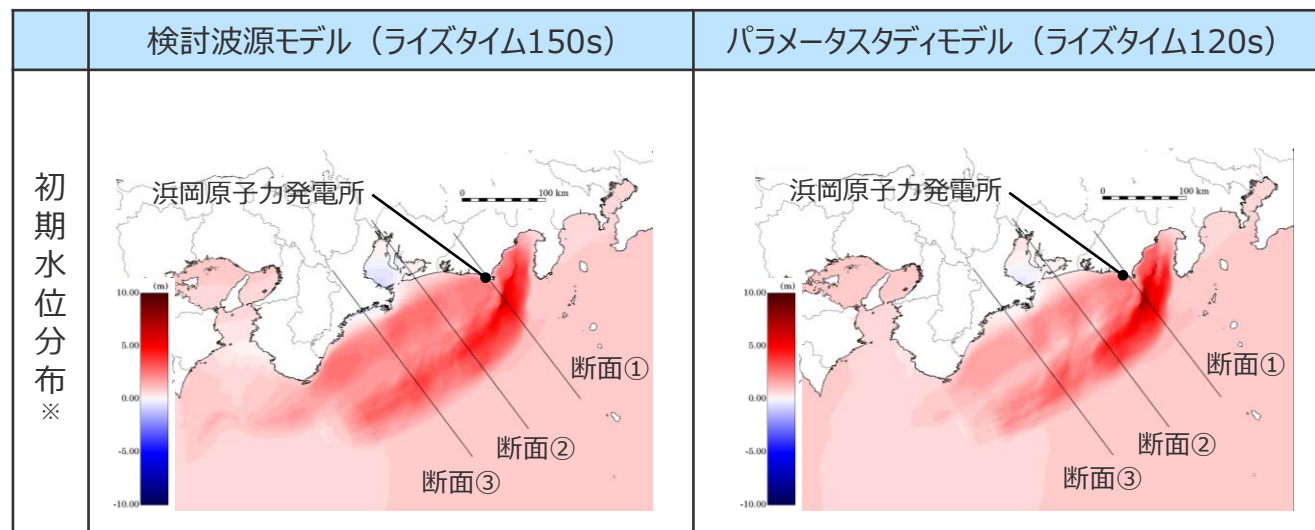 検討波源モデル（ライズタイム150s）
パラメータスタディモデル（ライズタイム120s）
初期水位分布※
浜岡原子力発電所
0 100 km
(m)
10.00
5.00
0.00
-5.00
-10.00
断面①
断面②
断面③
浜岡原子力発電所
0 100 km
(m)
10.00
5.00
0.00
-5.00
-10.00
断面①
断面②
断面③